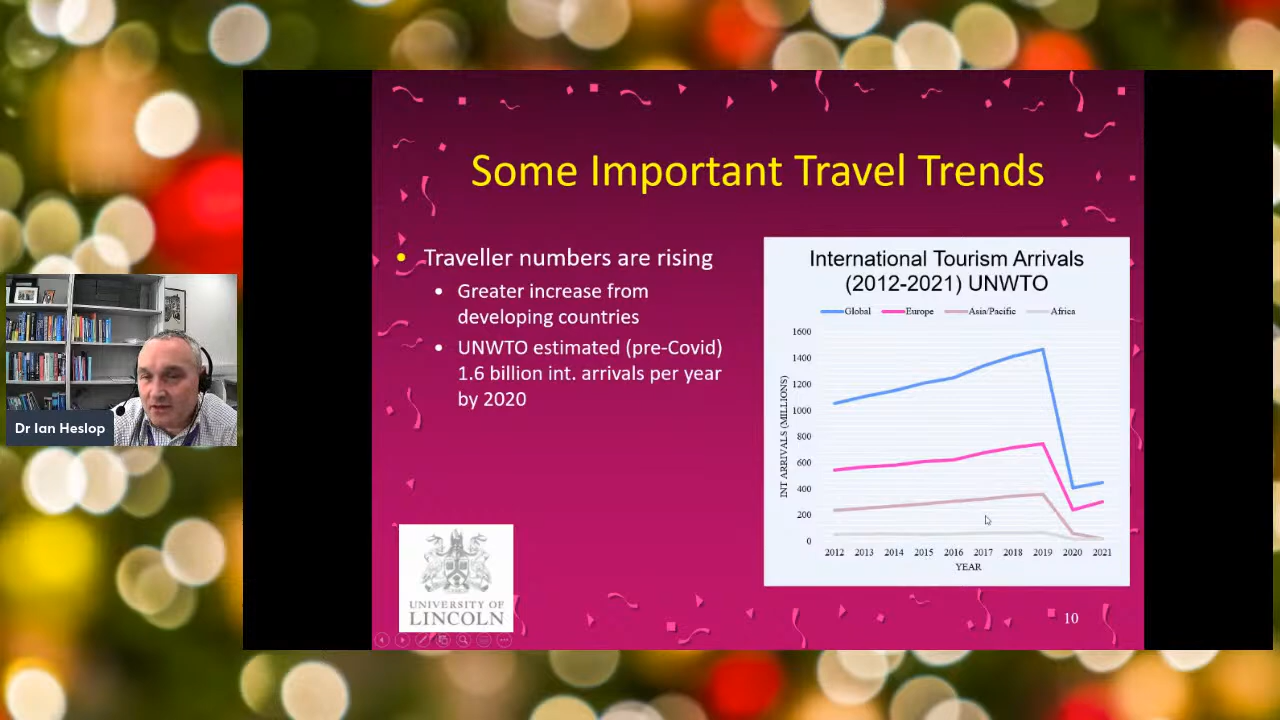 Some Important Travel Trends
Traveller numbers are rising
Greater increase from
developing countries
UNWTO estimated (pre-Covid)
1.6 billion int. arrivals per year
by 2020
International Tourism Arrivals
(2012-2021) UNWTO
Global Europe Asia/Pacific Africa
1600
1400
1200
1000
800
600
400
200
0
INT ARRIVALS (MILLIONS)
2012 2013 2014 2015 2016 2017 2018 2019 2020 2021
YEAR
Dr Ian Heslop
UNIVERSITY OF
LINCOLN
10